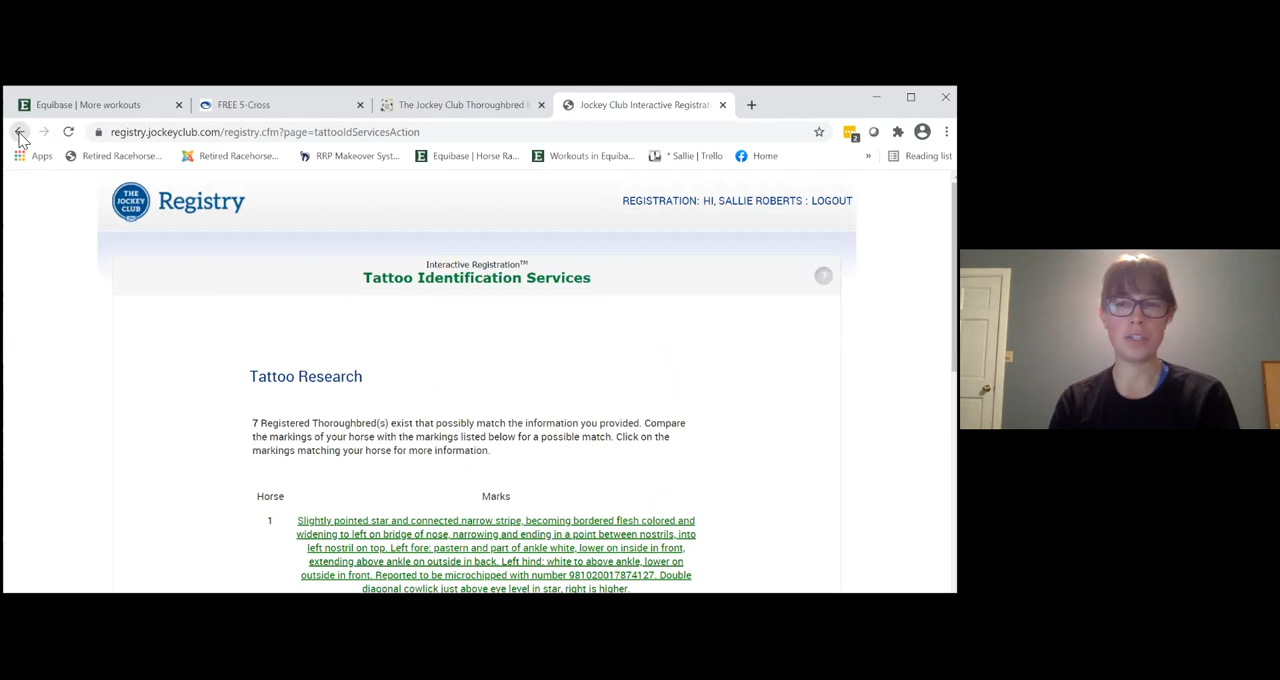 Equibase | More workouts
FREE 5-Cross
The Jockey Club Thoroughbred I
Jockey Club Interactive Registrat
registry.jockeyclub.com/registry.cfm?page=tattooIdServicesAction
2
Apps
Retired Racehorse...
Retired Racehorse...
RRP Makeover Syst...
Equibase | Horse Ra...
Workouts in Equiba...
* Sallie | Trello
Home
»
Reading list
THE JOCKEY CLUB
Registry
REGISTRATION: HI, SALLIE ROBERTS : LOGOUT
Interactive Registration™
Tattoo Identification Services
?
Tattoo Research
7 Registered Thoroughbred(s) exist that possibly match the information you provided. Compare
the markings of your horse with the markings listed below for a possible match. Click on the
markings matching your horse for more information.
Horse Marks
1 Slightly pointed star and connected narrow stripe, becoming bordered flesh colored and
widening to left on bridge of nose, narrowing and ending in a point between nostrils, into
left nostril on top. Left fore: pastern and part of ankle white, lower on inside in front,
extending above ankle on outside in back. Left hind: white to above ankle, lower on
outside in front. Reported to be microchipped with number 981020017874127. Double
diagonal cowlick just above eye level in star, right is higher.